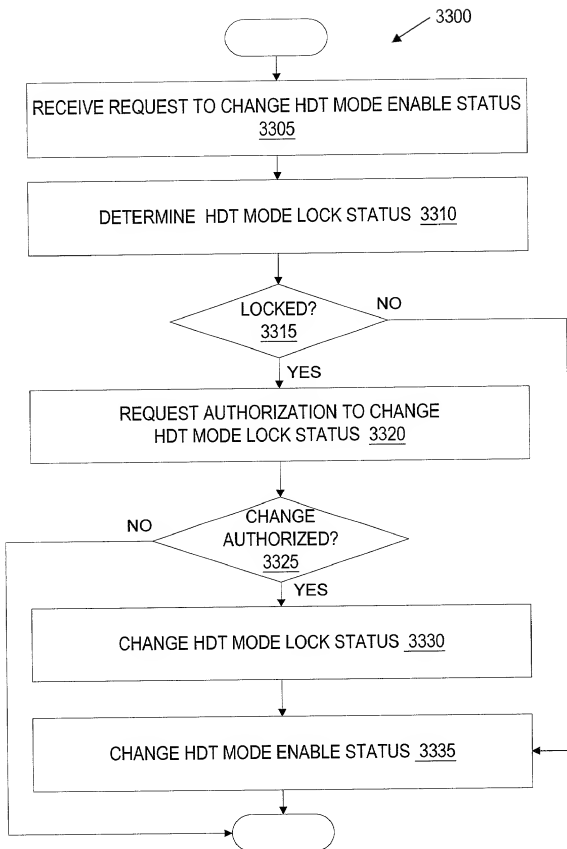 3300
RECEIVE REQUEST TO CHANGE HDT MODE ENABLE STATUS
3305
DETERMINE HDT MODE LOCK STATUS 3310
LOCKED?
3315
NO
YES
REQUEST AUTHORIZATION TO CHANGE
HDT MODE LOCK STATUS 3320
NO
CHANGE
AUTHORIZED?
3325
YES
CHANGE HDT MODE LOCK STATUS 3330
CHANGE HDT MODE ENABLE STATUS 3335